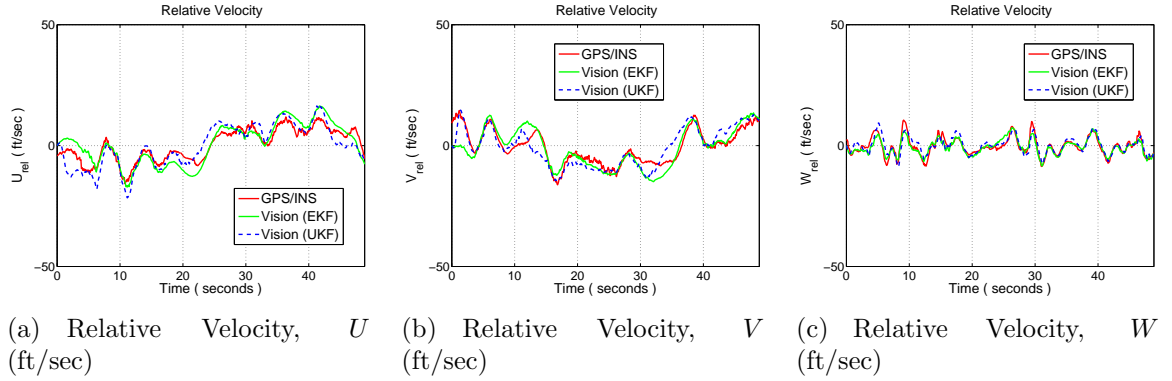 Relative Velocity
50
0
−50
0
10
20
30
40
Time ( seconds )
U_rel ( ft/sec )
GPS/INS
Vision (EKF)
Vision (UKF)
(a) Relative Velocity, U
(ft/sec)
Relative Velocity
50
0
−50
0
10
20
30
40
Time ( seconds )
V_rel ( ft/sec )
GPS/INS
Vision (EKF)
Vision (UKF)
(b) Relative Velocity, V
(ft/sec)
Relative Velocity
50
0
−50
0
10
20
30
40
Time ( seconds )
W_rel ( ft/sec )
GPS/INS
Vision (EKF)
Vision (UKF)
(c) Relative Velocity, W
(ft/sec)